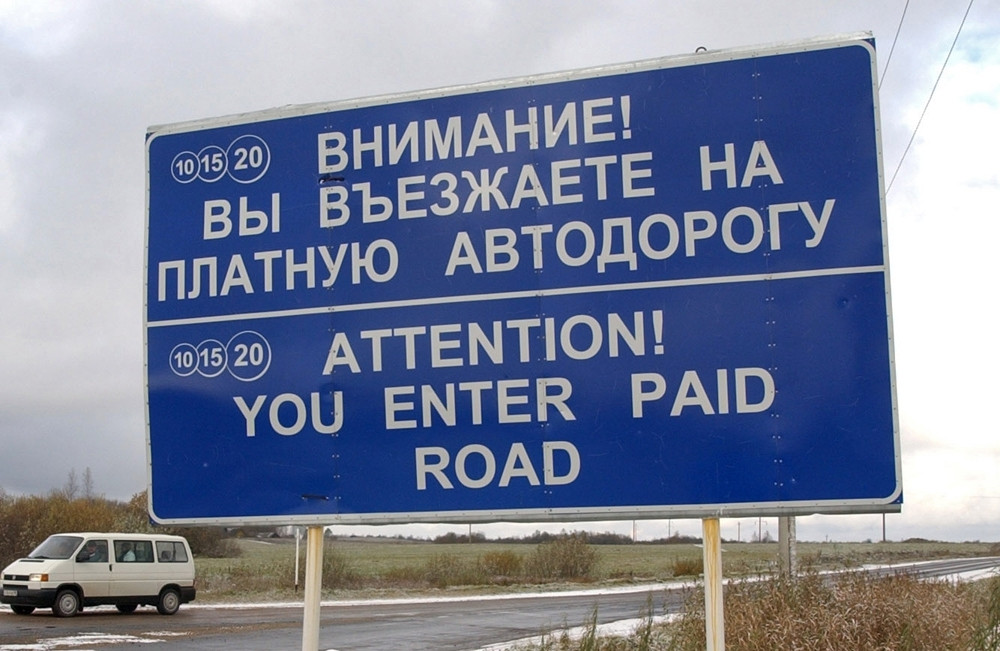 10 15 20 ВНИМАНИЕ!
ВЫ ВЪЕЗЖАЕТЕ НА
ПЛАТНУЮ АВТОДОРОГУ
10 15 20 ATTENTION!
YOU ENTER PAID
ROAD